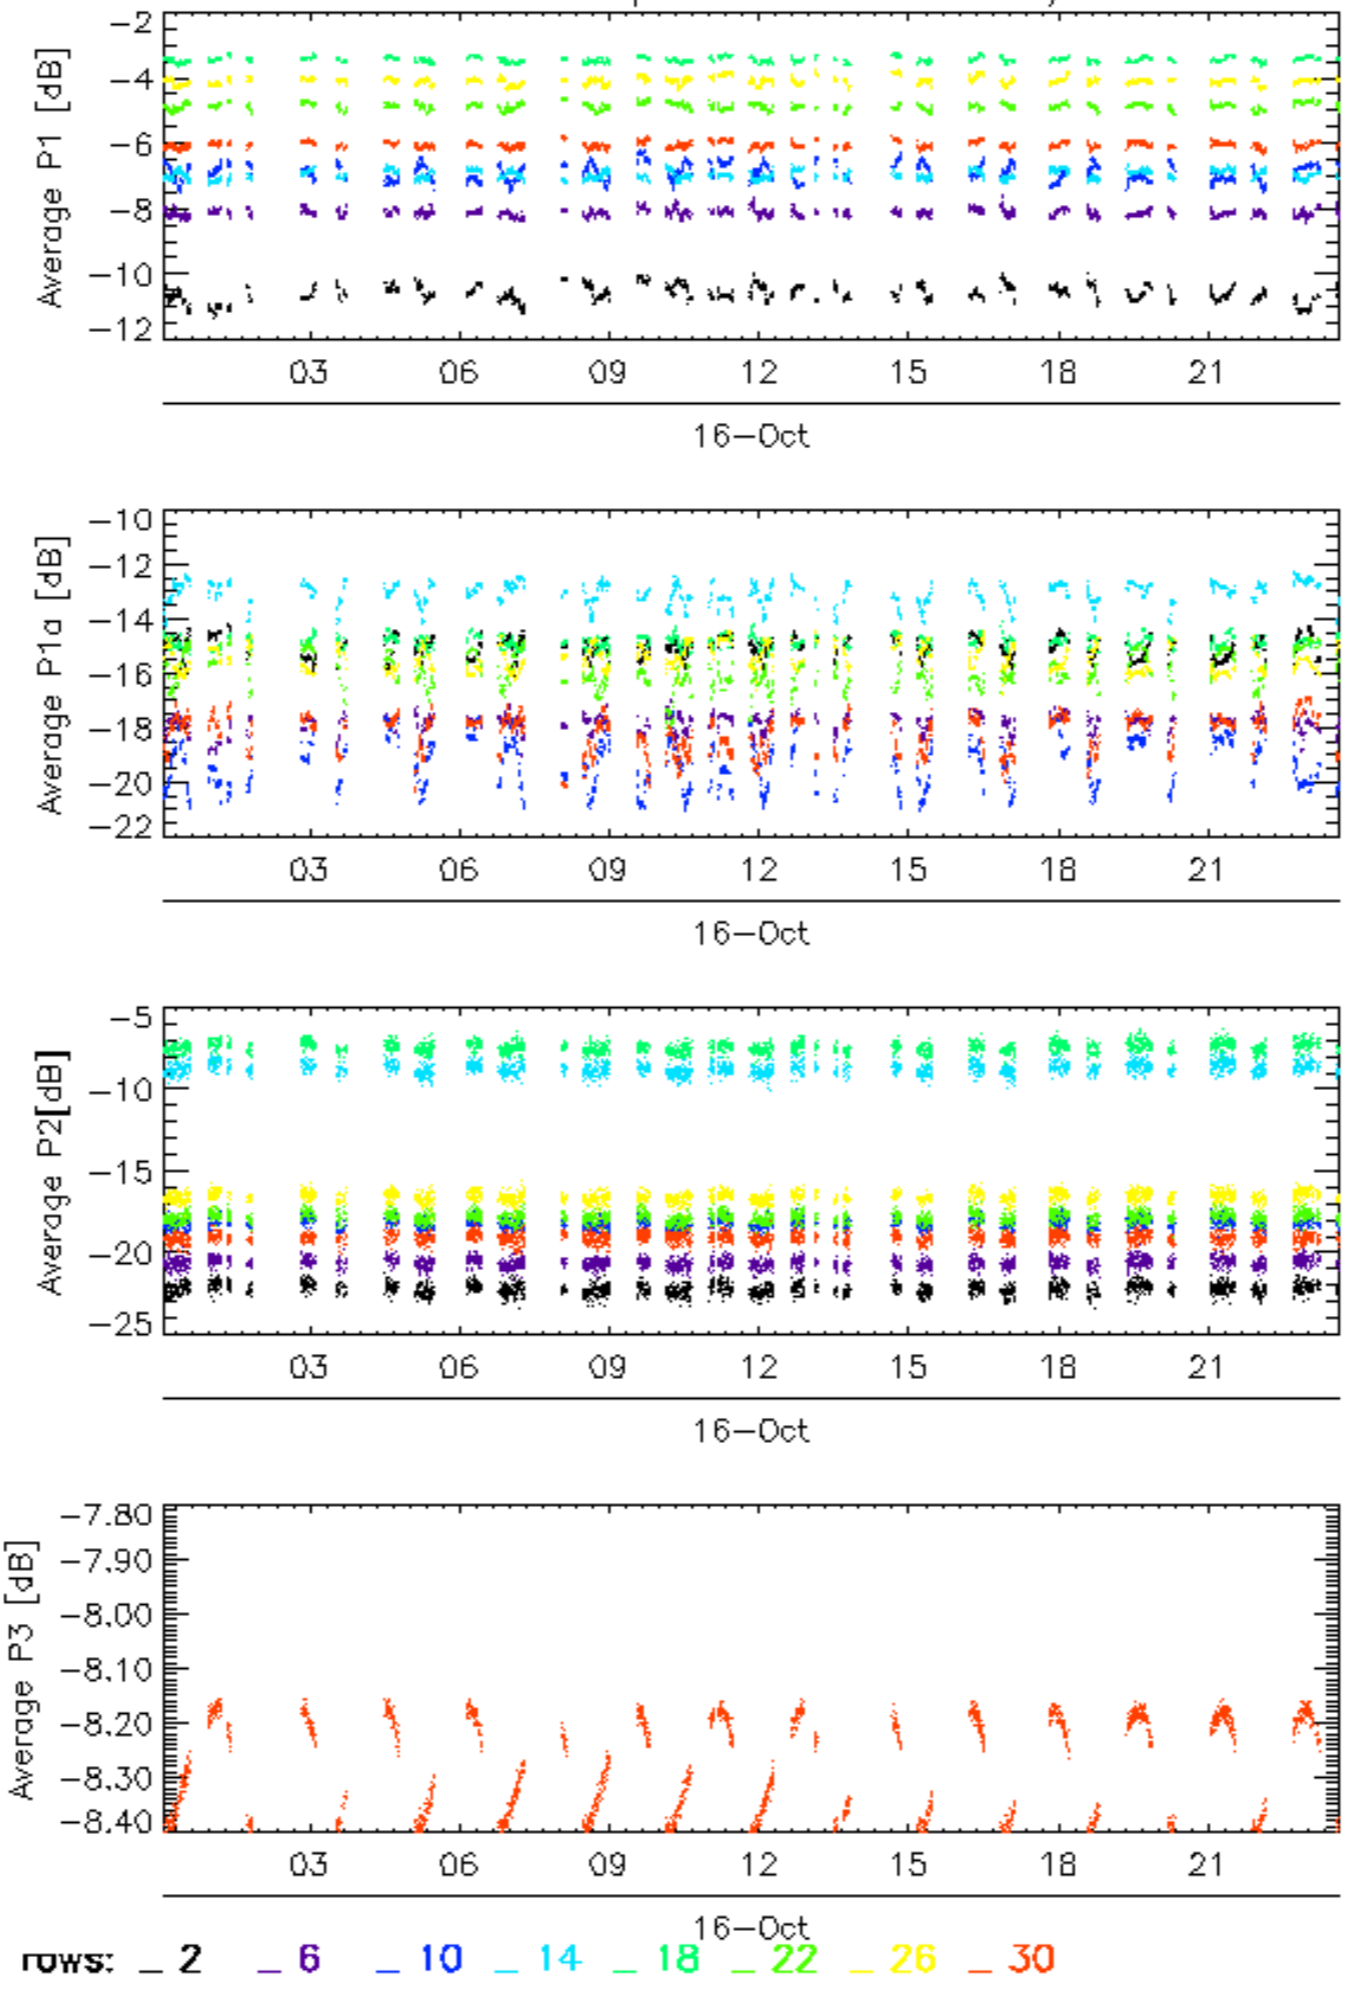 Average P1 [dB]
−2
−4
−6
−8
−10
−12
03 06 09 12 15 18 21
16−Oct
Average P1a [dB]
−10
−12
−14
−16
−18
−20
−22
03 06 09 12 15 18 21
16−Oct
Average P2[dB]
−5
−10
−15
−20
−25
03 06 09 12 15 18 21
16−Oct
Average P3 [dB]
−7.80
−7.90
−8.00
−8.10
−8.20
−8.30
−8.40
03 06 09 12 15 18 21
16−Oct
rows: _ 2 _ 6 _ 10 _ 14 _ 18 _ 22 _ 26 _ 30